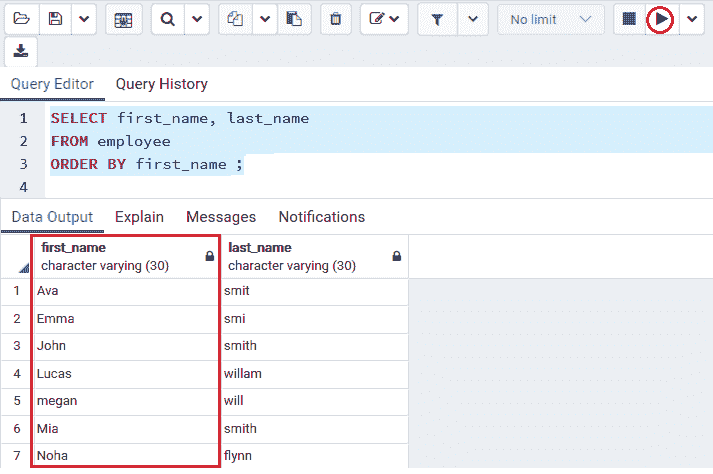 No limit
Query Editor Query History
1 SELECT first_name, last_name
2 FROM employee
3 ORDER BY first_name ;
4
Data Output Explain Messages Notifications
first_name last_name
character varying (30) character varying (30)
1 Ava smit
2 Emma smi
3 John smith
4 Lucas willam
5 megan will
6 Mia smith
7 Noha flynn